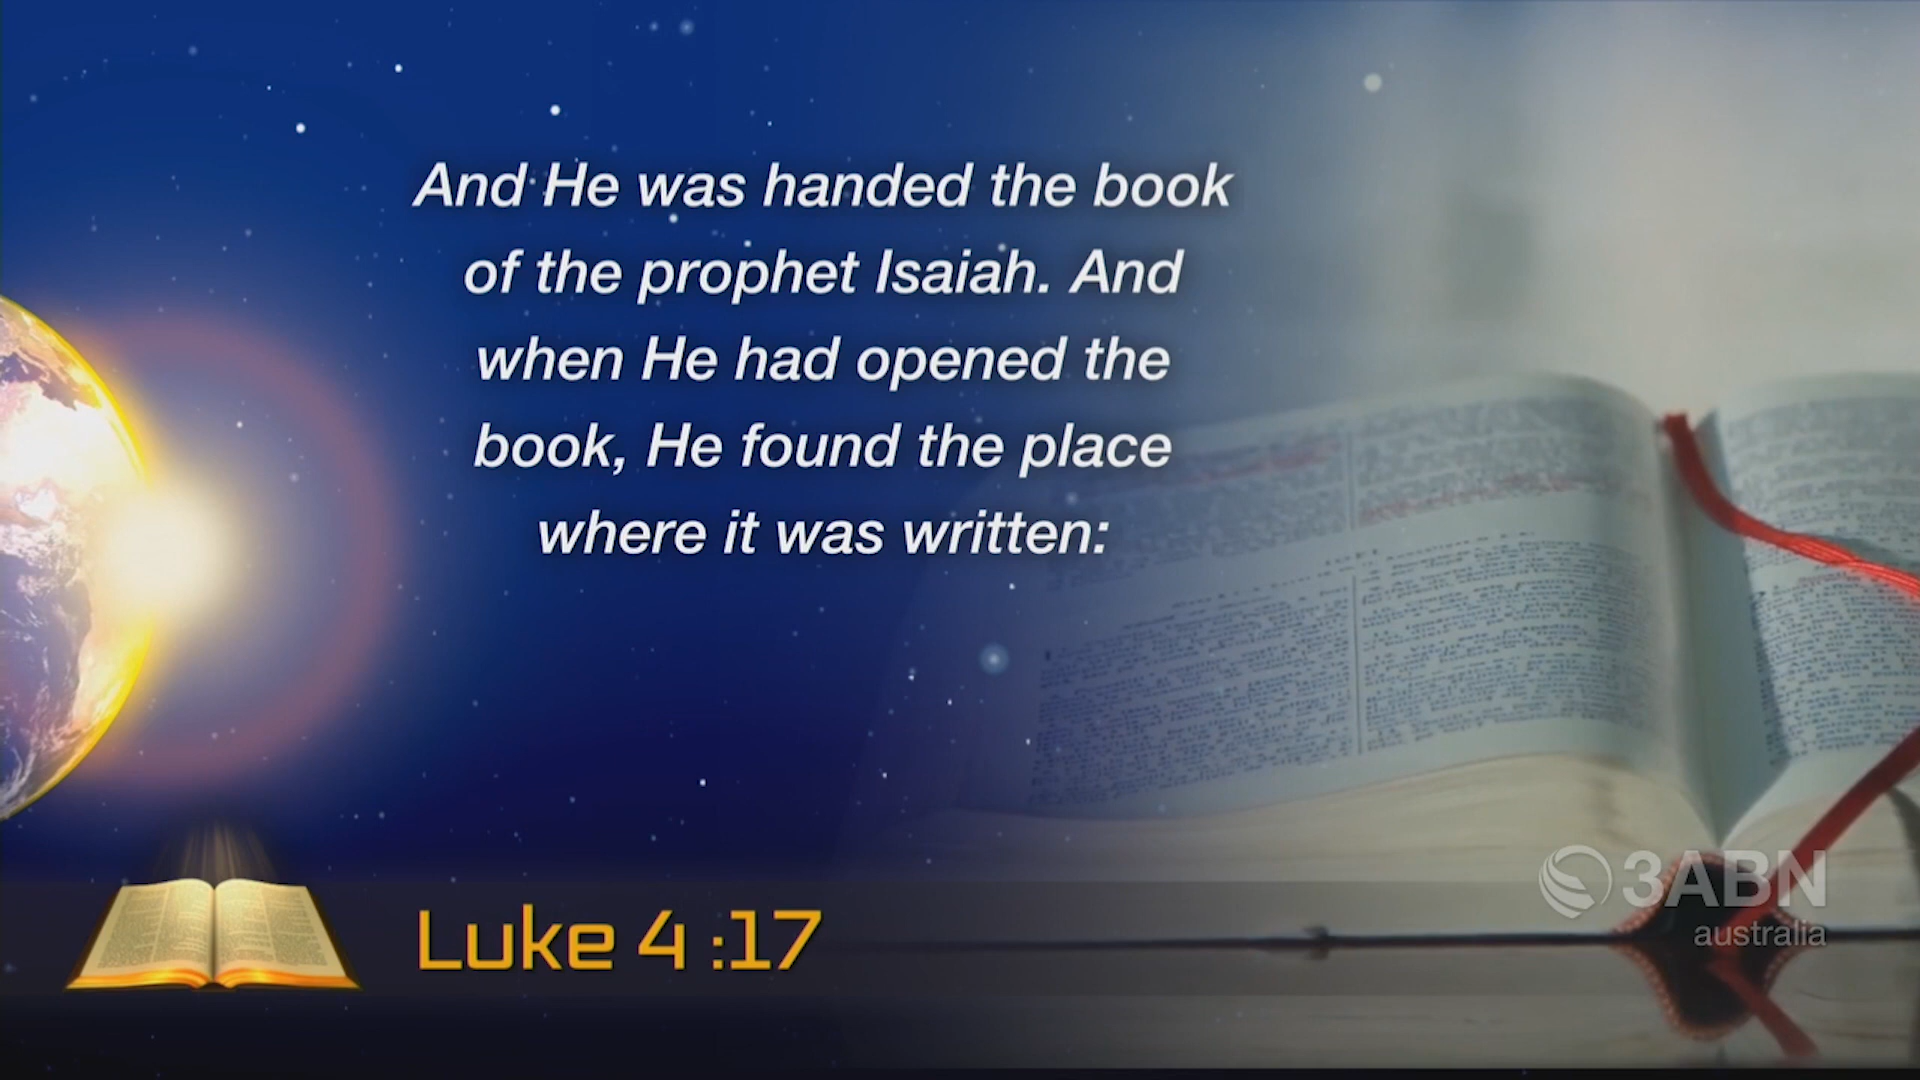 And He was handed the book
of the prophet Isaiah. And
when He had opened the
book, He found the place
where it was written:
Luke 4 :17
3ABN
australia